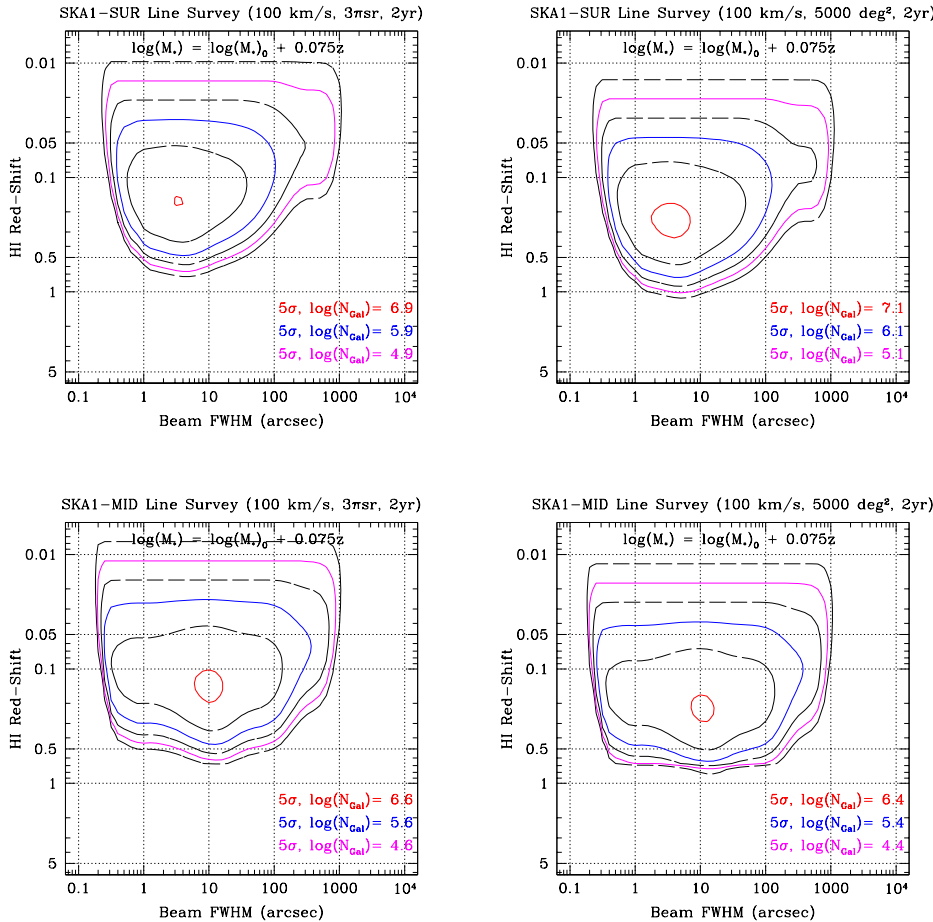 SKA1-SUR Line Survey (100 km/s, 3πsr, 2yr)
log(M*) = log(M*)0 + 0.075z
0.01
0.05
0.1
0.5
1
5
HI Red-Shift
5σ, log(NGal)= 6.9
5σ, log(NGal)= 5.9
5σ, log(NGal)= 4.9
0.1 1 10 100 1000 10⁴
Beam FWHM (arcsec)
SKA1-SUR Line Survey (100 km/s, 5000 deg², 2yr)
log(M*) = log(M*)0 + 0.075z
0.01
0.05
0.1
0.5
1
5
HI Red-Shift
5σ, log(NGal)= 7.1
5σ, log(NGal)= 6.1
5σ, log(NGal)= 5.1
0.1 1 10 100 1000 10⁴
Beam FWHM (arcsec)
SKA1-MID Line Survey (100 km/s, 3πsr, 2yr)
log(M*) = log(M*)0 + 0.075z
0.01
0.05
0.1
0.5
1
5
HI Red-Shift
5σ, log(NGal)= 6.6
5σ, log(NGal)= 5.6
5σ, log(NGal)= 4.6
0.1 1 10 100 1000 10⁴
Beam FWHM (arcsec)
SKA1-MID Line Survey (100 km/s, 5000 deg², 2yr)
log(M*) = log(M*)0 + 0.075z
0.01
0.05
0.1
0.5
1
5
HI Red-Shift
5σ, log(NGal)= 6.4
5σ, log(NGal)= 5.4
5σ, log(NGal)= 4.4
0.1 1 10 100 1000 10⁴
Beam FWHM (arcsec)